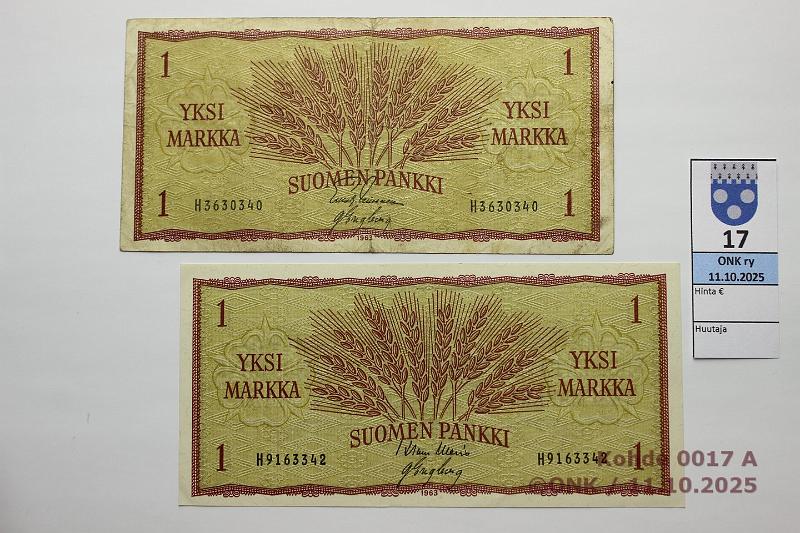 1
1
YKSI
MARKKA
YKSI
MARKKA
SUOMEN PANKKI
1
H3630340
H3630340
1
1963
1
1
YKSI
MARKKA
YKSI
MARKKA
SUOMEN PANKKI
1
H9163342
H9163342
1
1963
17
ONK ry
11.10.2025
Hinta €
Huutaja
Kohde 0017 A
©ONK / 11.10.2025